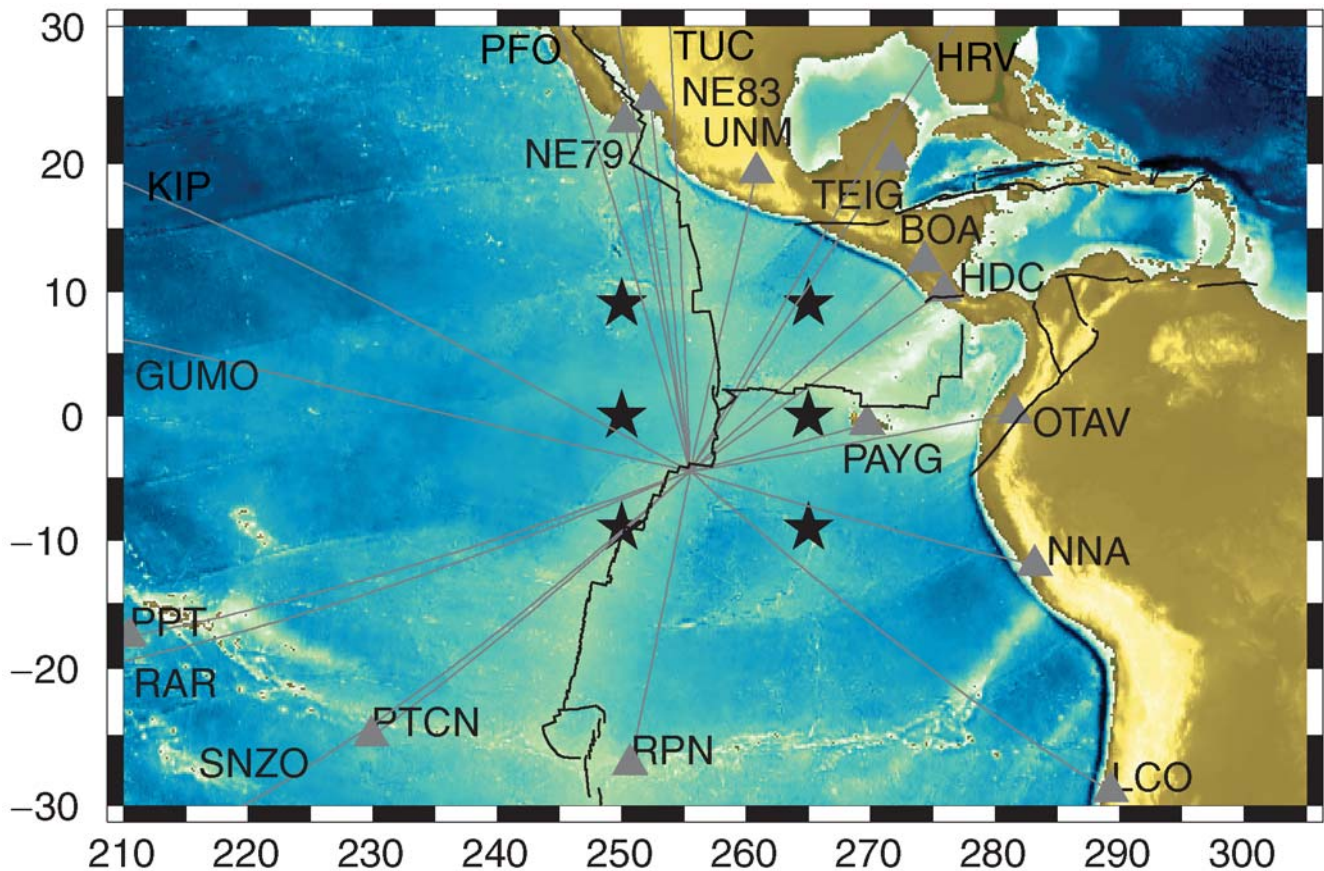 30
20
10
0
−10
−20
−30
PFO
TUC
HRV
NE83
UNM
NE79
KIP
TEIG
BOA
HDC
GUMO
OTAV
PAYG
NNA
PPT
RAR
PTCN
SNZO
RPN
LCO
210 220 230 240 250 260 270 280 290 300